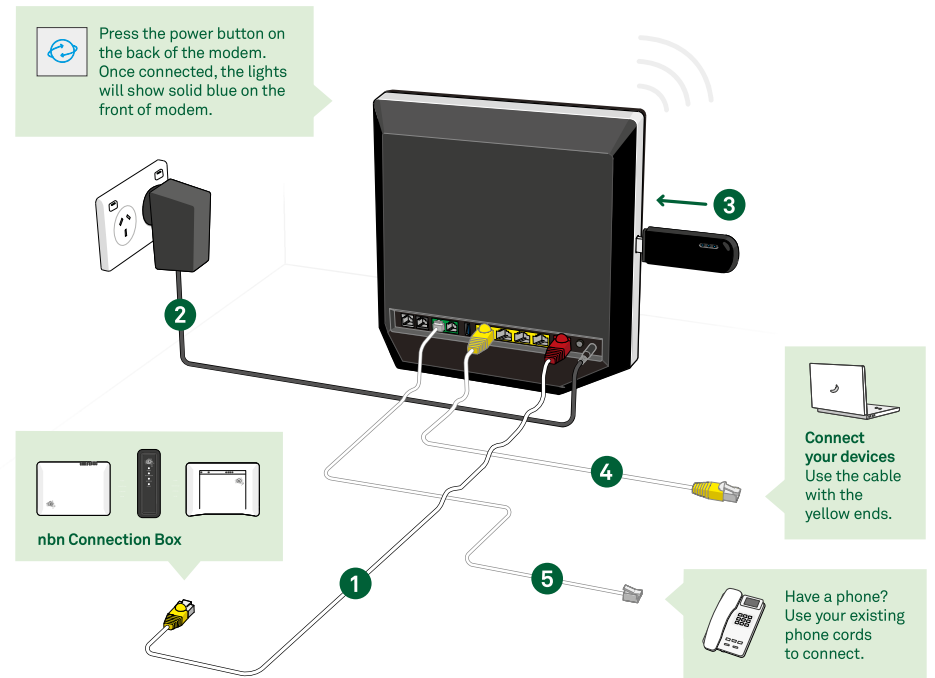 Press the power button on
the back of the modem.
Once connected, the lights
will show solid blue on the
front of modem.
3
2
Connect
your devices
Use the cable
with the
yellow ends.
4
nbn Connection Box
1
5
Have a phone?
Use your existing
phone cords
to connect.